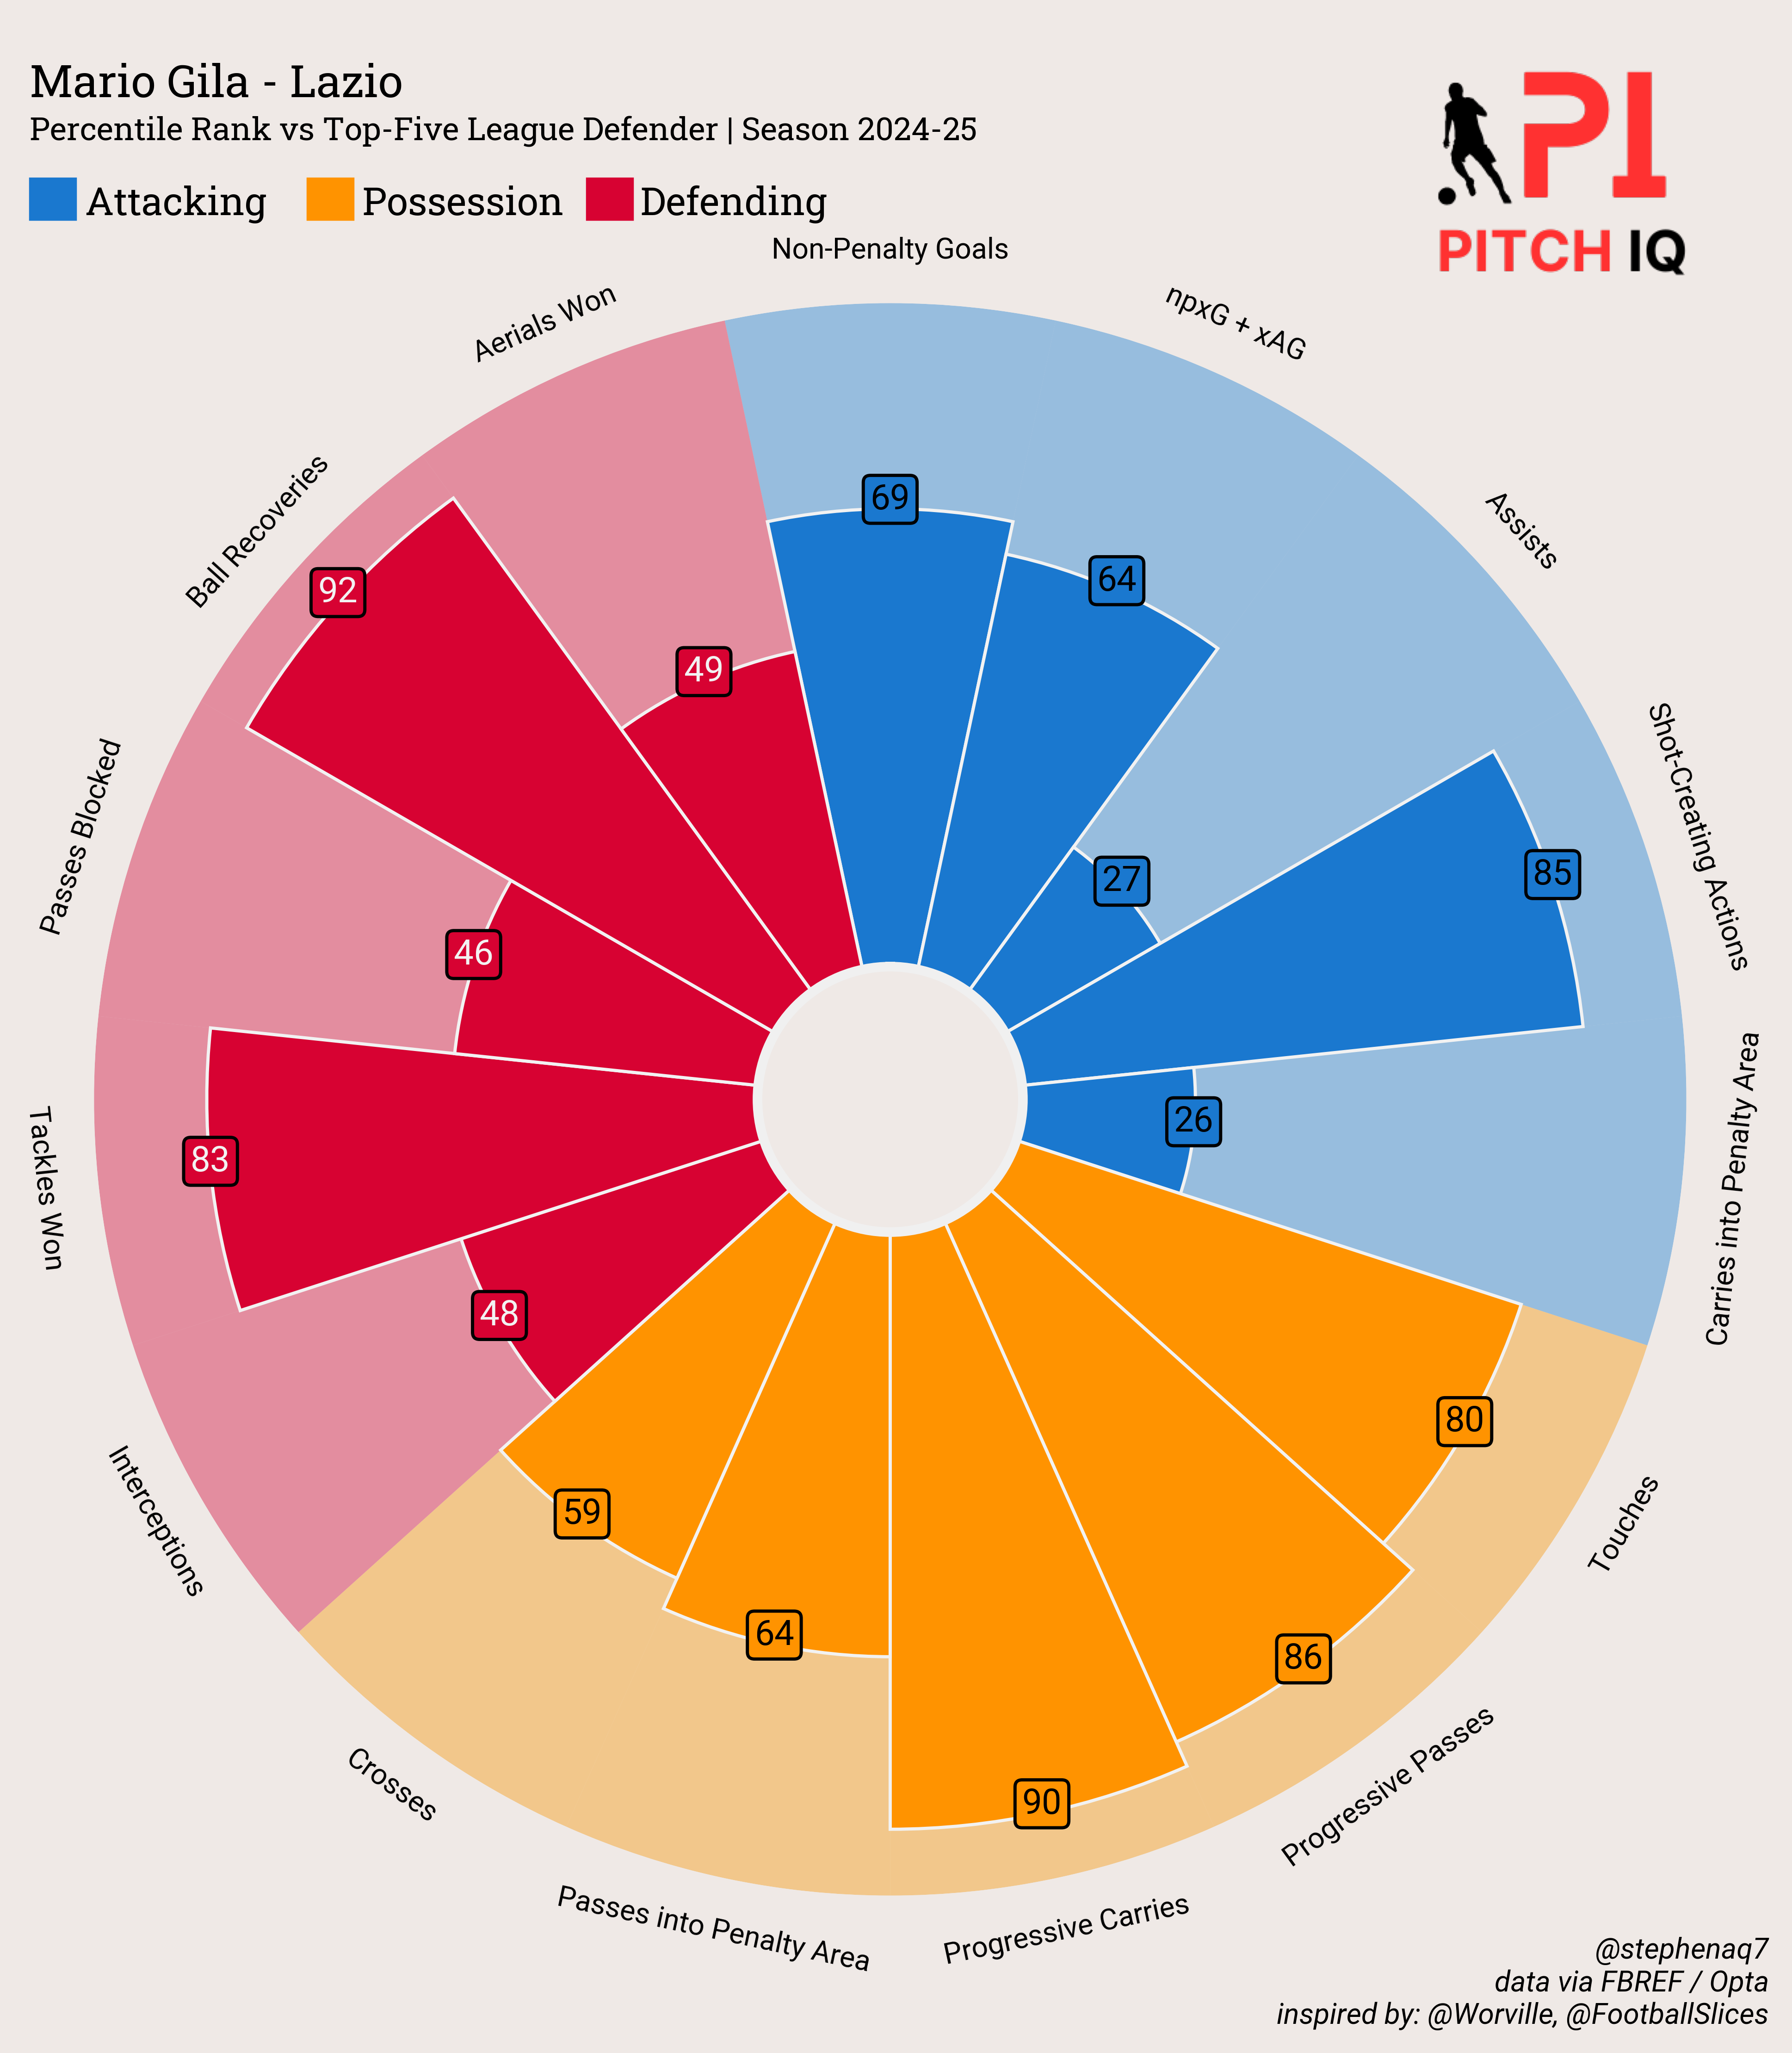 Mario Gila - Lazio
Percentile Rank vs Top-Five League Defender | Season 2024-25
Attacking
Possession
Defending
PI
PITCH IQ
Non-Penalty Goals
npxG + xAG
Assists
Shot-Creating Actions
Carries into Penalty Area
Touches
Progressive Passes
Progressive Carries
Passes into Penalty Area
Crosses
Interceptions
Tackles Won
Passes Blocked
Ball Recoveries
Aerials Won
69
64
27
85
26
80
86
90
64
59
48
83
46
92
49
@stephenaq7
data via FBREF / Opta
inspired by: @Worville, @FootballSlices